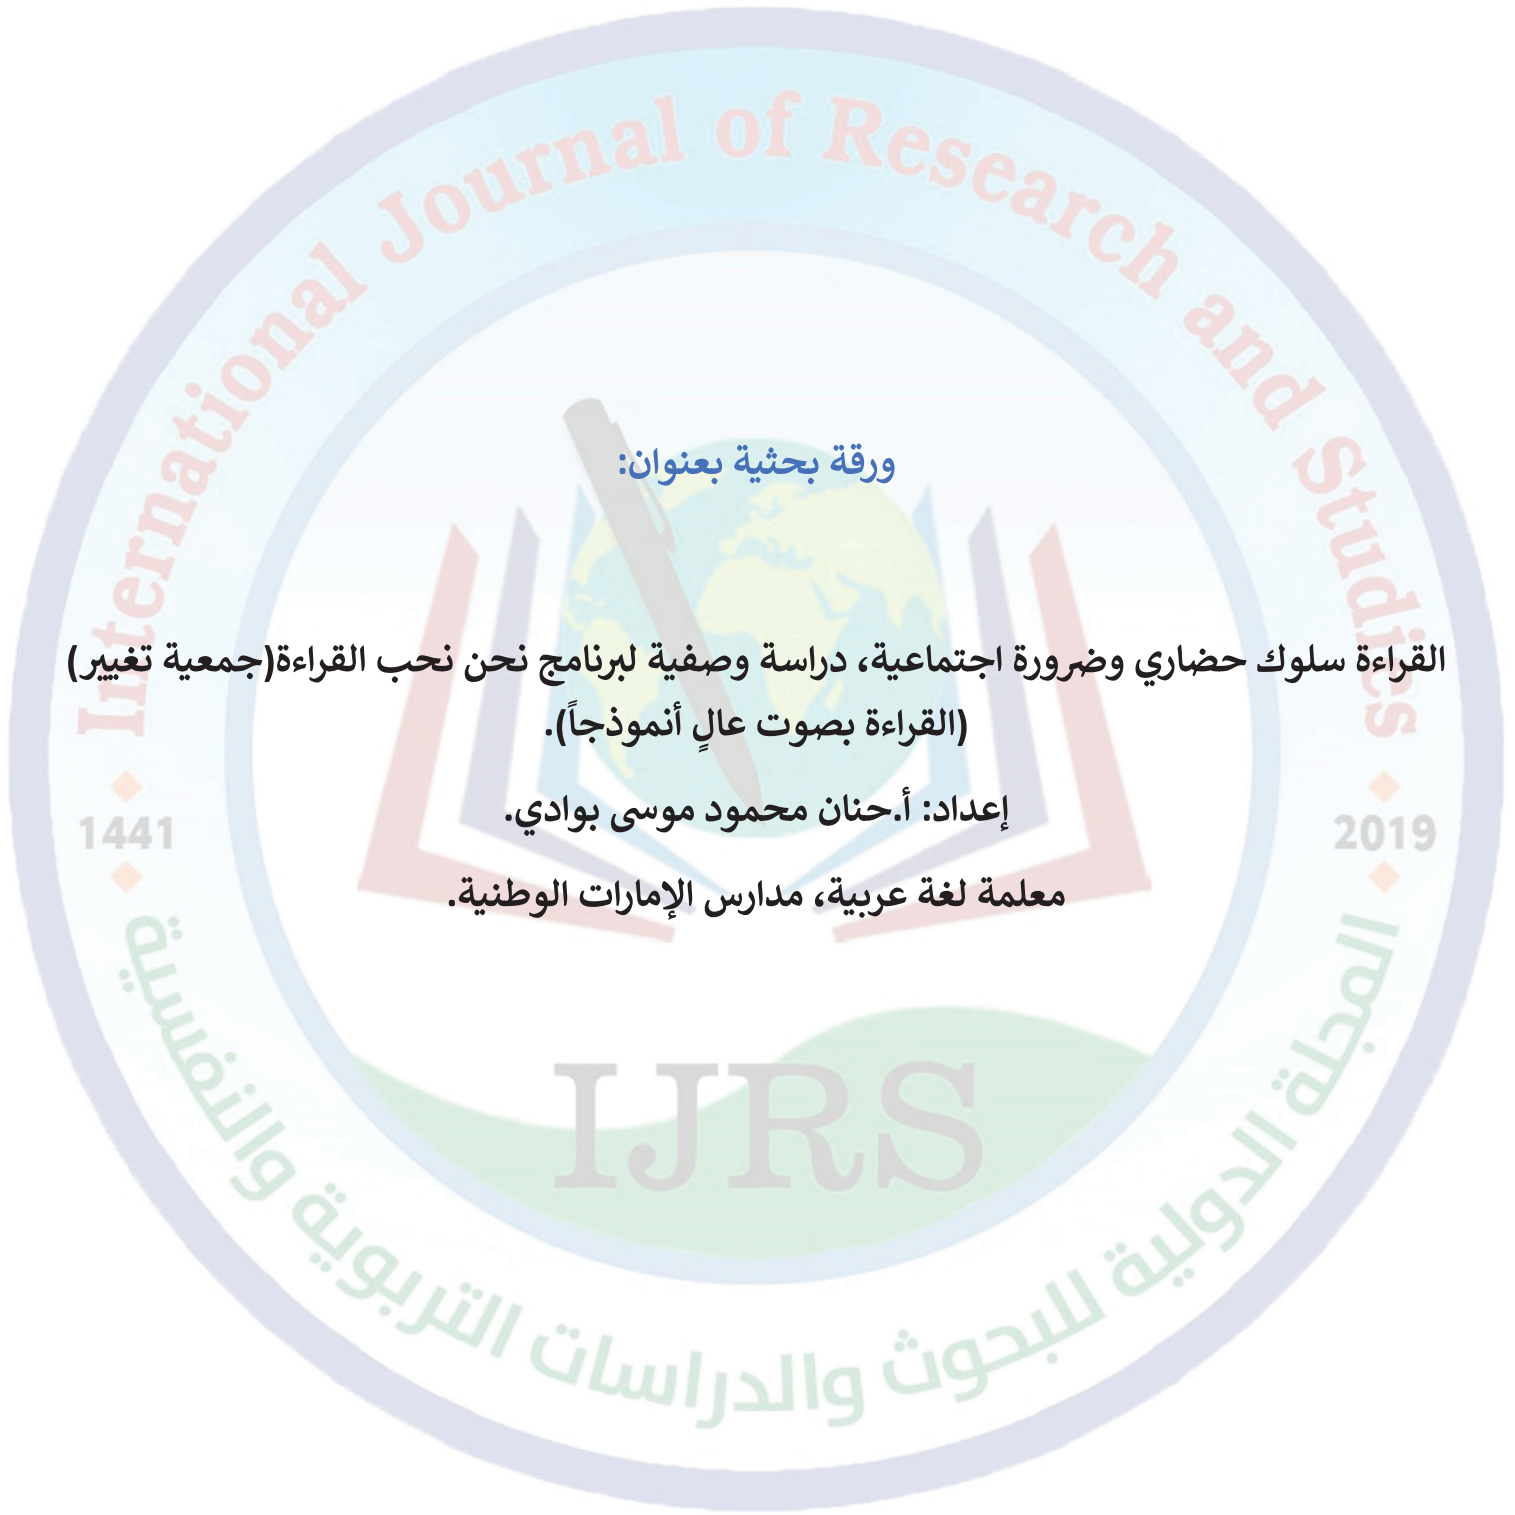 International Journal of Research and Studies
ورقة بحثية بعنوان:
القراءة سلوك حضاري وضرورة اجتماعية، دراسة وصفية لبرنامج نحن نحب القراءة(جمعية تغيير)
(القراءة بصوت عالٍ أنموذجاً).
إعداد: أ.حنان محمود موسى بوادي.
1441
2019
معلمة لغة عربية، مدارس الإمارات الوطنية.
IJRS
المجلة الدولية للبحوث والدراسات التربوية والنفسية